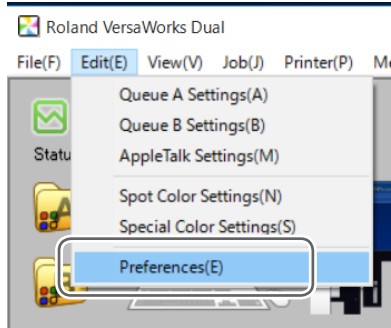 Roland VersaWorks Dual
File(F) Edit(E) View(V) Job(J) Printer(P)
Queue A Settings(A)
Queue B Settings(B)
AppleTalk Settings(M)
Spot Color Settings(N)
Special Color Settings(S)
Preferences(E)
Statu
A